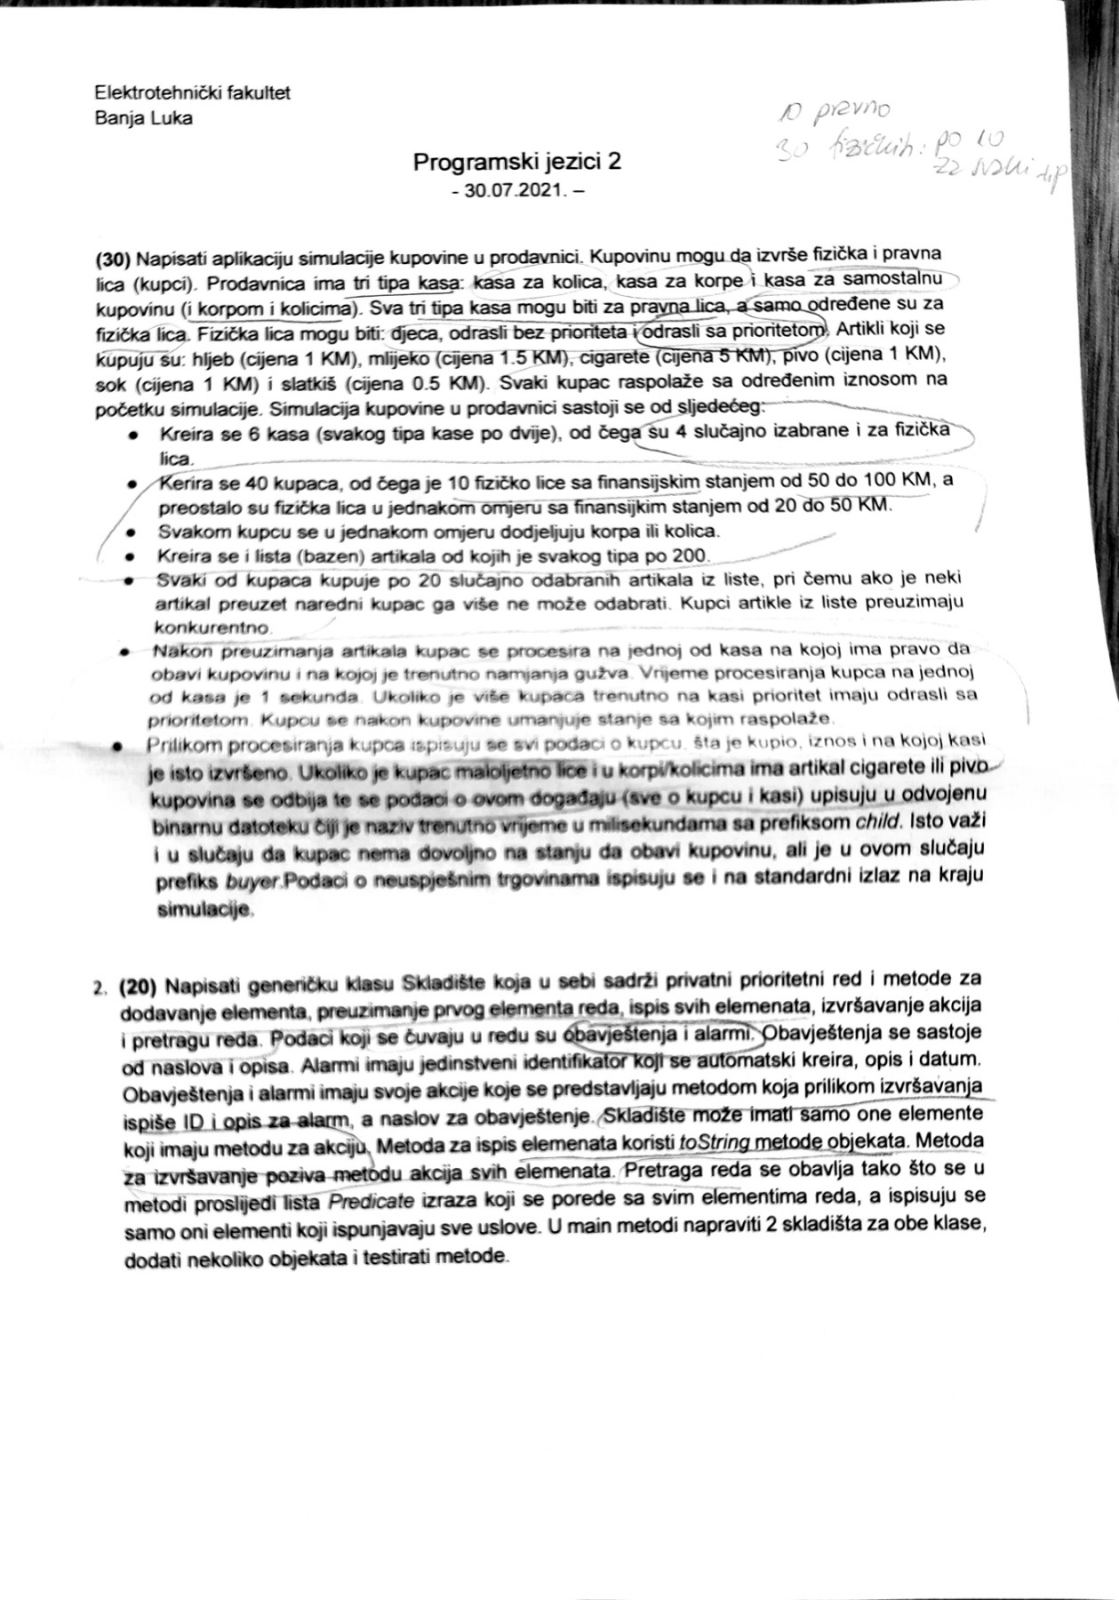 Elektrotehnički fakultet
Banja Luka
10 pravno
30 fizičkih: po 10
za svaki tip
Programski jezici 2
- 30.07.2021. –
(30) Napisati aplikaciju simulacije kupovine u prodavnici. Kupovinu mogu da izvrše fizička i pravna
lica (kupci). Prodavnica ima tri tipa kasa: kasa za kolica, kasa za korpe i kasa za samostalnu
kupovinu (i korpom i kolicima). Sva tri tipa kasa mogu biti za pravna lica, a samo određene su za
fizička lica. Fizička lica mogu biti: djeca, odrasli bez prioriteta i odrasli sa prioritetom. Artikli koji se
kupuju su: hljeb (cijena 1 KM), mlijeko (cijena 1.5 KM), cigarete (cijena 5 KM), pivo (cijena 1 KM),
sok (cijena 1 KM) i slatkiš (cijena 0.5 KM). Svaki kupac raspolaže sa određenim iznosom na
početku simulacije. Simulacija kupovine u prodavnici sastoji se od sljedećeg:
• Kreira se 6 kasa (svakog tipa kase po dvije), od čega su 4 slučajno izabrane i za fizička
lica.
• Kerira se 40 kupaca, od čega je 10 fizičko lice sa finansijskim stanjem od 50 do 100 KM, a
preostalo su fizička lica u jednakom omjeru sa finansijkim stanjem od 20 do 50 KM.
• Svakom kupcu se u jednakom omjeru dodjeljuju korpa ili kolica.
• Kreira se i lista (bazen) artikala od kojih je svakog tipa po 200.
• Svaki od kupaca kupuje po 20 slučajno odabranih artikala iz liste, pri čemu ako je neki
artikal preuzet naredni kupac ga više ne može odabrati. Kupci artikle iz liste preuzimaju
konkurentno.
• Nakon preuzimanja artikala kupac se procesira na jednoj od kasa na kojoj ima pravo da
obavi kupovinu i na kojoj je trenutno namjanja gužva. Vrijeme procesiranja kupca na jednoj
od kasa je 1 sekunda. Ukoliko je više kupaca trenutno na kasi prioritet imaju odrasli sa
prioritetom. Kupcu se nakon kupovine umanjuje stanje sa kojim raspolaže.
• Prilikom procesiranja kupca ispisuju se svi podaci o kupcu, šta je kupio, iznos i na kojoj kasi
je isto izvršeno. Ukoliko je kupac maloljetno lice i u korpi/kolicima ima artikal cigarete ili pivo
kupovina se odbija te se podaci o ovom događaju (sve o kupcu i kasi) upisuju u odvojenu
binarnu datoteku čiji je naziv trenutno vrijeme u milisekundama sa prefiksom child. Isto važi
i u slučaju da kupac nema dovoljno na stanju da obavi kupovinu, ali je u ovom slučaju
prefiks buyer.Podaci o neuspješnim trgovinama ispisuju se i na standardni izlaz na kraju
simulacije.
2. (20) Napisati generičku klasu Skladište koja u sebi sadrži privatni prioritetni red i metode za
dodavanje elementa, preuzimanje prvog elementa reda, ispis svih elemenata, izvršavanje akcija
i pretragu reda. Podaci koji se čuvaju u redu su obavještenja i alarmi. Obavještenja se sastoje
od naslova i opisa. Alarmi imaju jedinstveni identifikator koji se automatski kreira, opis i datum.
Obavještenja i alarmi imaju svoje akcije koje se predstavljaju metodom koja prilikom izvršavanja
ispiše ID i opis za alarm, a naslov za obavještenje. Skladište može imati samo one elemente
koji imaju metodu za akciju. Metoda za ispis elemenata koristi toString metode objekata. Metoda
za izvršavanje poziva metodu akcija svih elemenata. Pretraga reda se obavlja tako što se u
metodi proslijedi lista Predicate izraza koji se porede sa svim elementima reda, a ispisuju se
samo oni elementi koji ispunjavaju sve uslove. U main metodi napraviti 2 skladišta za obe klase,
dodati nekoliko objekata i testirati metode.